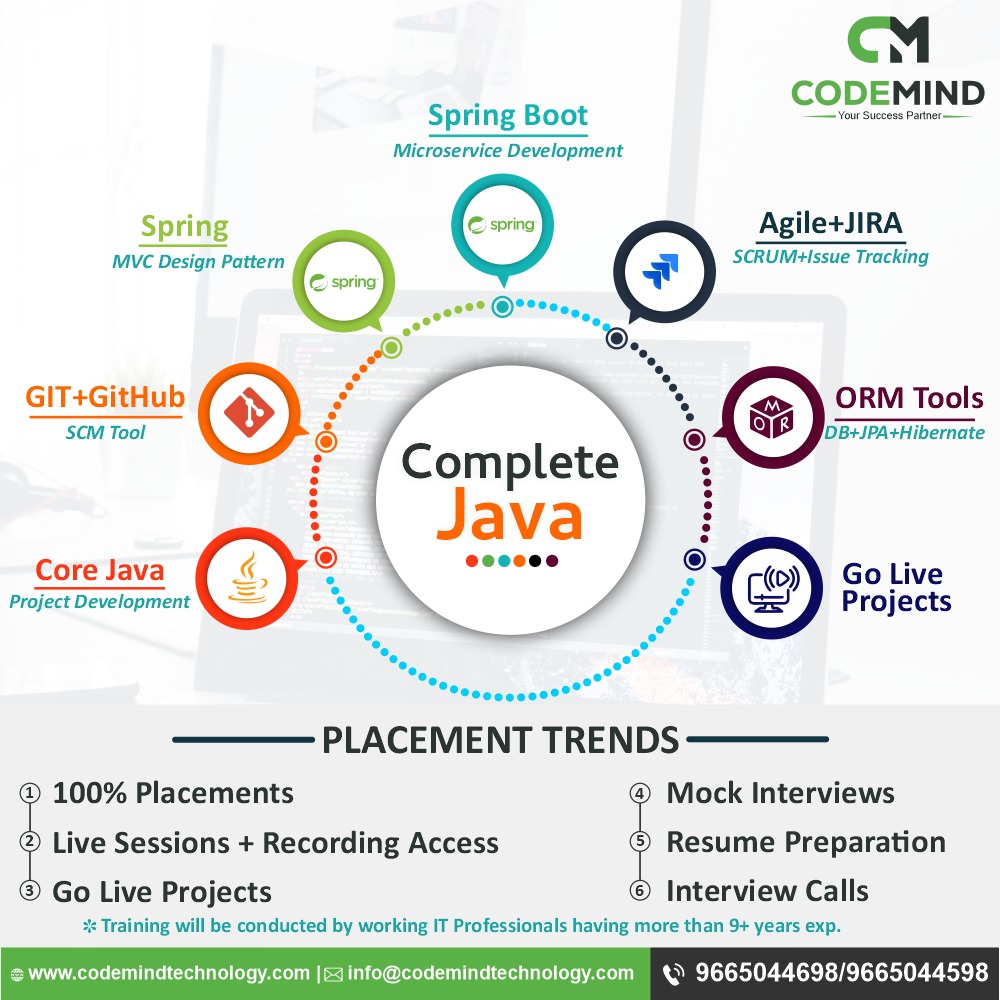 CM
CODEMIND
Your Success Partner
Spring Boot
Microservice Development
spring
Spring
MVC Design Pattern
spring
Agile+JIRA
SCRUM+Issue Tracking
GIT+GitHub
SCM Tool
ORM Tools
DB+JPA+Hibernate
M
O R
Complete
Java
Core Java
Project Development
Go Live
Projects
PLACEMENT TRENDS
1 100% Placements
2 Live Sessions + Recording Access
3 Go Live Projects
4 Mock Interviews
5 Resume Preparation
6 Interview Calls
* Training will be conducted by working IT Professionals having more than 9+ years exp.
www.codemindtechnology.com | info@codemindtechnology.com
9665044698/9665044598